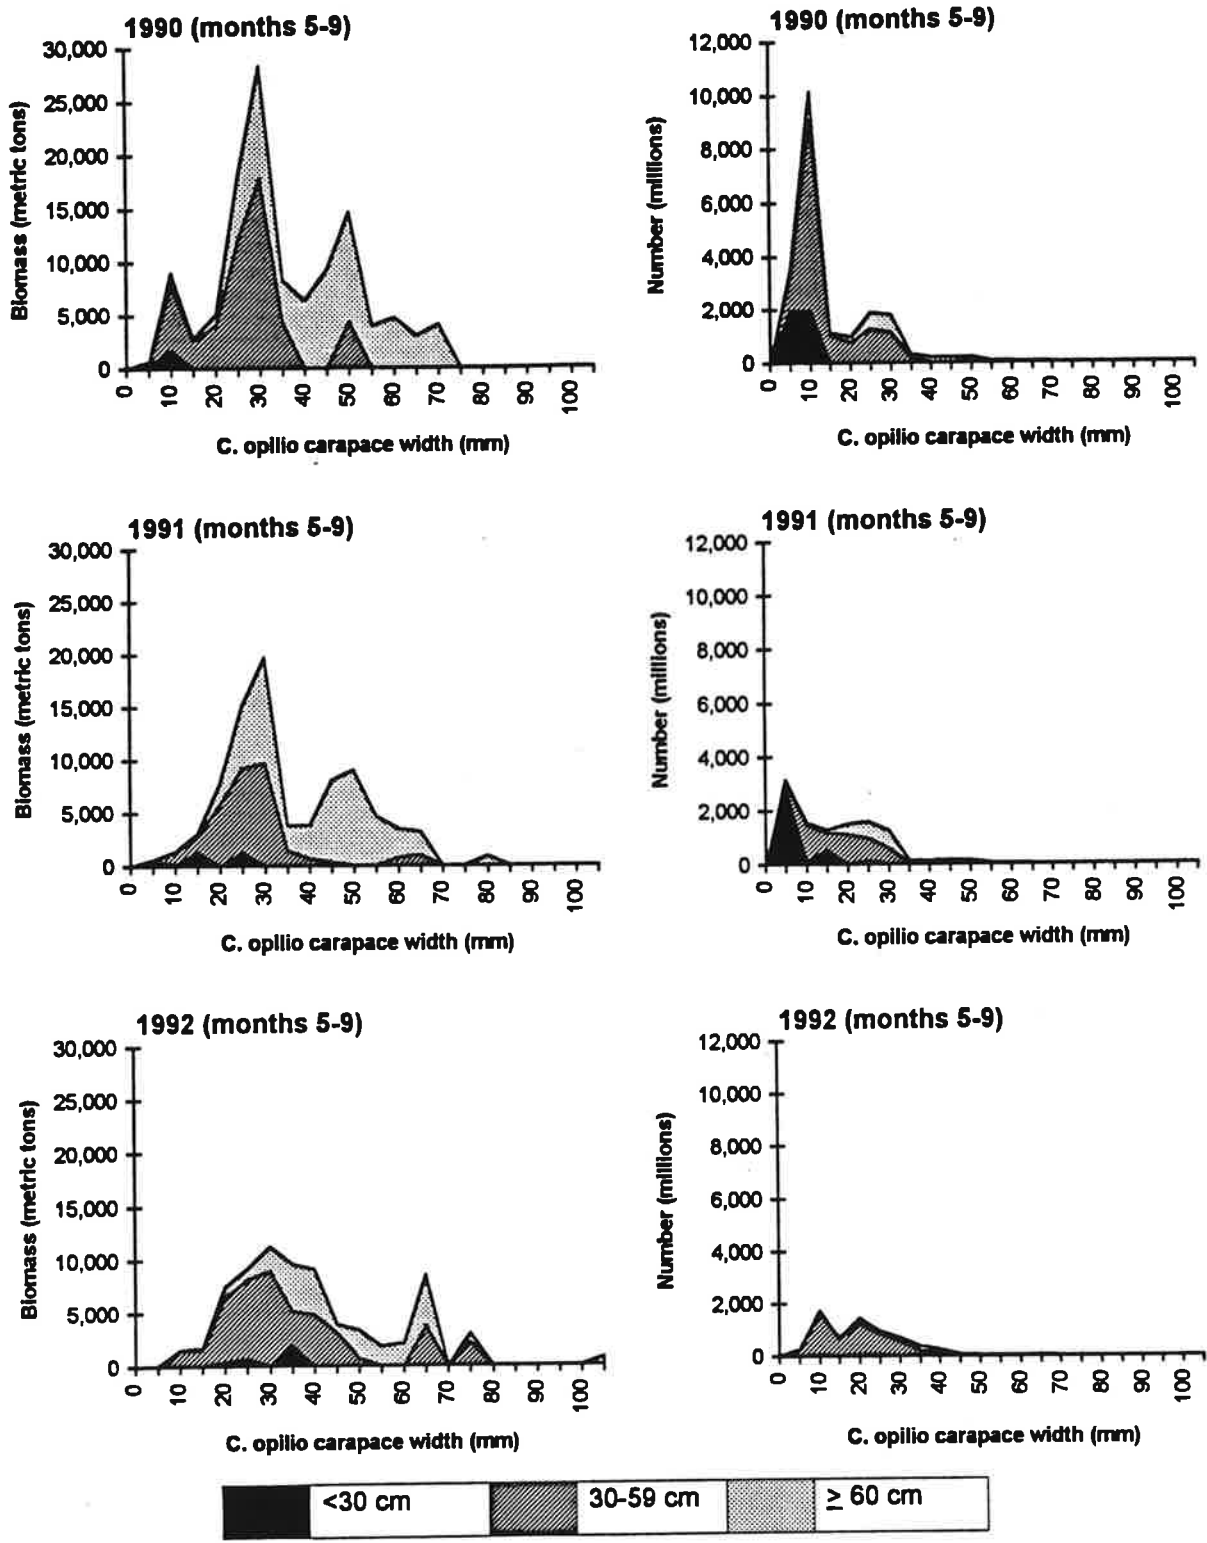 1990 (months 5-9)
30,000
25,000
20,000
15,000
10,000
5,000
0
Biomass (metric tons)
0 10 20 30 40 50 60 70 80 90 100
C. opilio carapace width (mm)
1990 (months 5-9)
12,000
10,000
8,000
6,000
4,000
2,000
0
Number (millions)
0 10 20 30 40 50 60 70 80 90 100
C. opilio carapace width (mm)
1991 (months 5-9)
30,000
25,000
20,000
15,000
10,000
5,000
0
Biomass (metric tons)
0 10 20 30 40 50 60 70 80 90 100
C. opilio carapace width (mm)
1991 (months 5-9)
12,000
10,000
8,000
6,000
4,000
2,000
0
Number (millions)
0 10 20 30 40 50 60 70 80 90 100
C. opilio carapace width (mm)
1992 (months 5-9)
30,000
25,000
20,000
15,000
10,000
5,000
0
Biomass (metric tons)
0 10 20 30 40 50 60 70 80 90 100
C. opilio carapace width (mm)
1992 (months 5-9)
12,000
10,000
8,000
6,000
4,000
2,000
0
Number (millions)
0 10 20 30 40 50 60 70 80 90 100
C. opilio carapace width (mm)
<30 cm 30-59 cm ≥ 60 cm